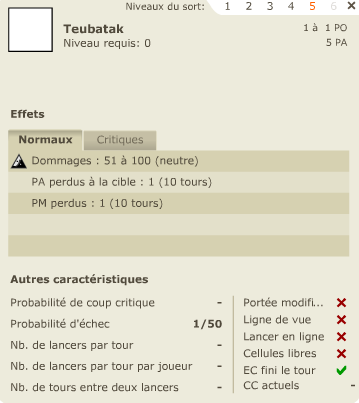 Niveaux du sort: 1 2 3 4 5 6
Teubatak 1 à 1 PO
Niveau requis: 0 5 PA
Effets
Normaux Critiques
Dommages : 51 à 100 (neutre)
PA perdus à la cible : 1 (10 tours)
PM perdus : 1 (10 tours)
Autres caractéristiques
Probabilité de coup critique -
Probabilité d'échec 1/50
Nb. de lancers par tour -
Nb. de lancers par tour par joueur -
Nb. de tours entre deux lancers -
Portée modifi...
Ligne de vue
Lancer en ligne
Cellules libres
EC fini le tour
CC actuels -